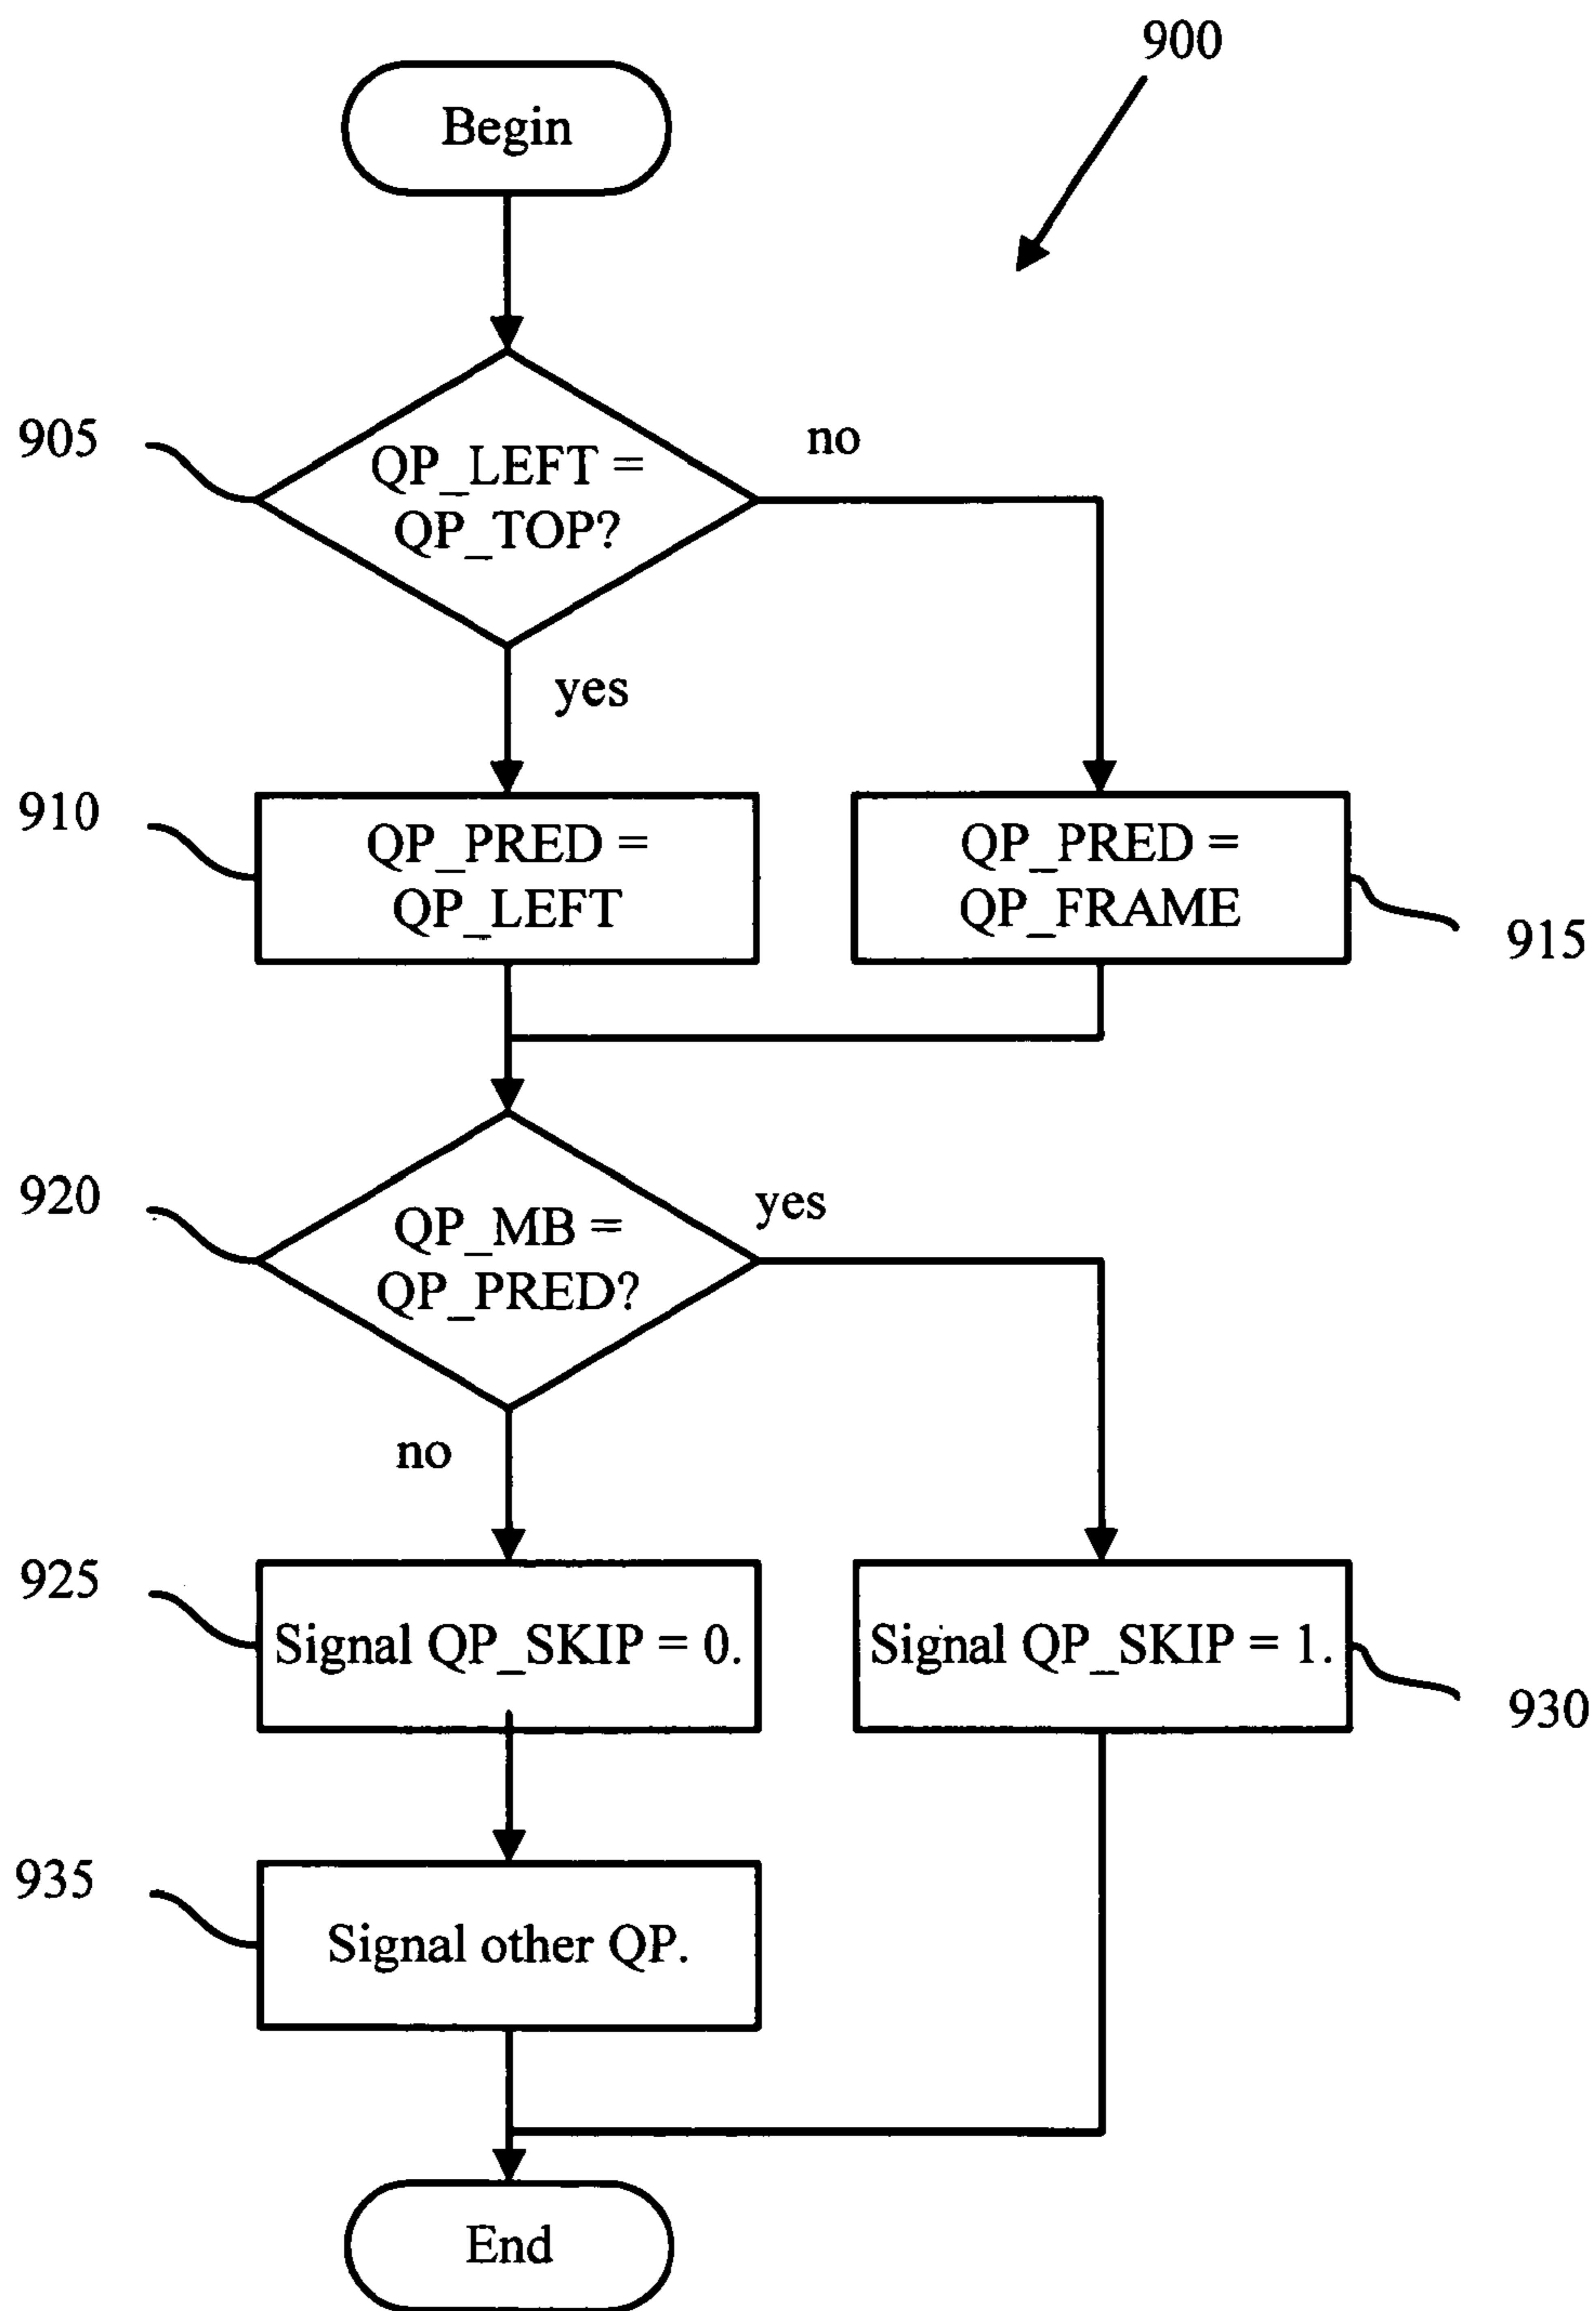 900
Begin
905
QP_LEFT =
QP_TOP?
no
yes
910
QP_PRED =
QP_LEFT
QP_PRED =
QP_FRAME
915
920
QP_MB =
QP_PRED?
yes
no
925
Signal QP_SKIP = 0.
Signal QP_SKIP = 1.
930
935
Signal other QP.
End